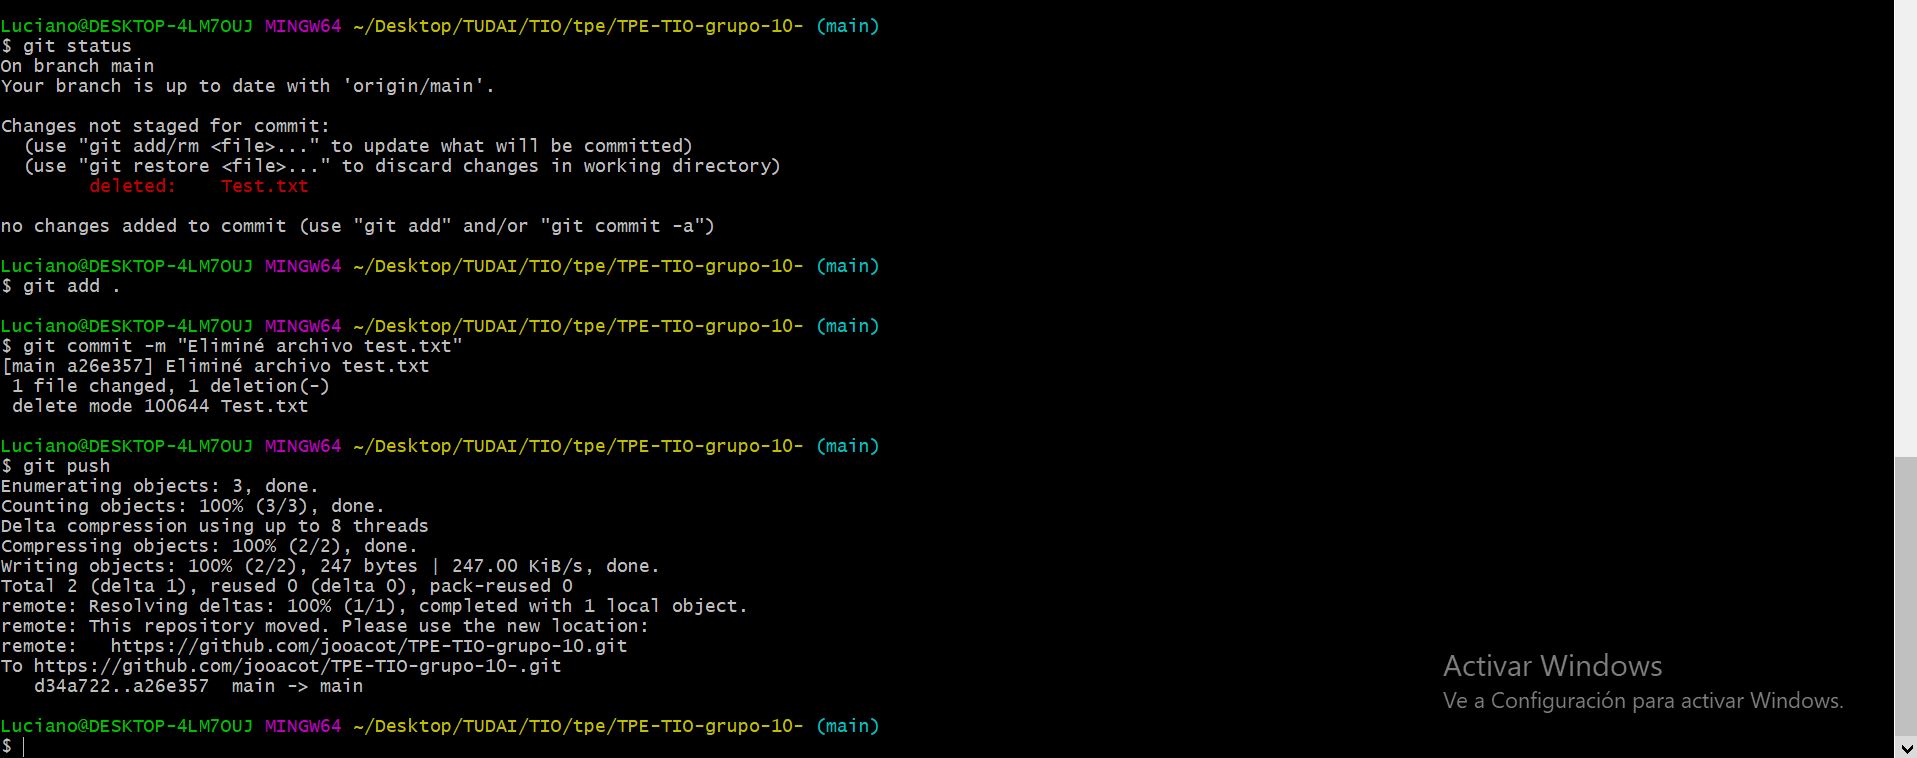 Luciano@DESKTOP-4LM7OUJ MINGW64 ~/Desktop/TUDAI/TIO/tpe/TPE-TIO-grupo-10- (main)
$ git status
On branch main
Your branch is up to date with 'origin/main'.
Changes not staged for commit:
(use "git add/rm <file>..." to update what will be committed)
(use "git restore <file>..." to discard changes in working directory)
deleted: Test.txt
no changes added to commit (use "git add" and/or "git commit -a")
Luciano@DESKTOP-4LM7OUJ MINGW64 ~/Desktop/TUDAI/TIO/tpe/TPE-TIO-grupo-10- (main)
$ git add .
Luciano@DESKTOP-4LM7OUJ MINGW64 ~/Desktop/TUDAI/TIO/tpe/TPE-TIO-grupo-10- (main)
$ git commit -m "Eliminé archivo test.txt"
[main a26e357] Eliminé archivo test.txt
1 file changed, 1 deletion(-)
delete mode 100644 Test.txt
Luciano@DESKTOP-4LM7OUJ MINGW64 ~/Desktop/TUDAI/TIO/tpe/TPE-TIO-grupo-10- (main)
$ git push
Enumerating objects: 3, done.
Counting objects: 100% (3/3), done.
Delta compression using up to 8 threads
Compressing objects: 100% (2/2), done.
Writing objects: 100% (2/2), 247 bytes | 247.00 KiB/s, done.
Total 2 (delta 1), reused 0 (delta 0), pack-reused 0
remote: Resolving deltas: 100% (1/1), completed with 1 local object.
remote: This repository moved. Please use the new location:
remote: https://github.com/jooacot/TPE-TIO-grupo-10.git
To https://github.com/jooacot/TPE-TIO-grupo-10-.git
d34a722..a26e357 main -> main
Luciano@DESKTOP-4LM7OUJ MINGW64 ~/Desktop/TUDAI/TIO/tpe/TPE-TIO-grupo-10- (main)
$
Activar Windows
Ve a Configuración para activar Windows.